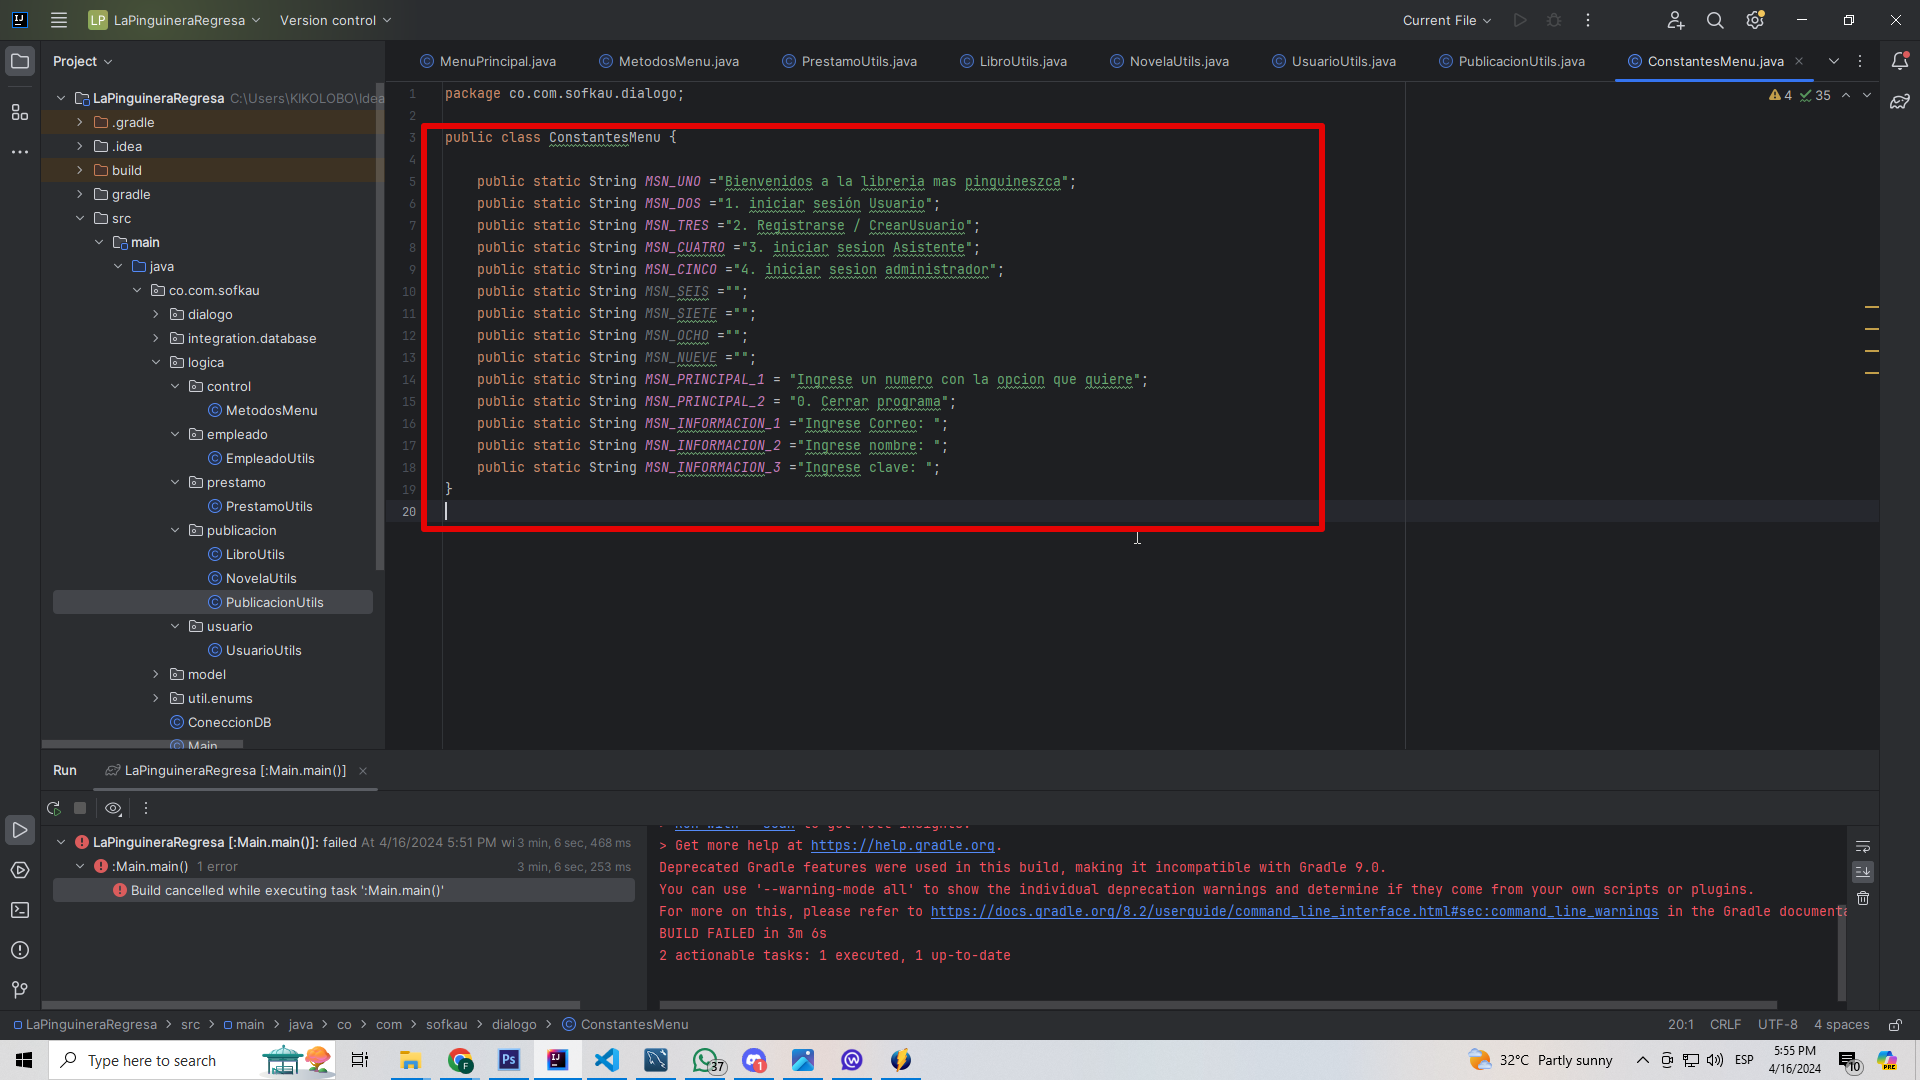 LP LaPinguineraRegresa Version control Current File
Project
MenuPrincipal.java MetodosMenu.java PrestamoUtils.java LibroUtils.java NovelaUtils.java UsuarioUtils.java PublicacionUtils.java ConstantesMenu.java
LaPinguineraRegresa C:\Users\KIKOLOBO\Idea
.gradle
.idea
build
gradle
src
main
java
co.com.sofkau
dialogo
integration.database
logica
control
MetodosMenu
empleado
EmpleadoUtils
prestamo
PrestamoUtils
publicacion
LibroUtils
NovelaUtils
PublicacionUtils
usuario
UsuarioUtils
model
util.enums
ConeccionDB
Main
4 35
1 package co.com.sofkau.dialogo;
2
3 public class ConstantesMenu {
4
5 public static String MSN_UNO ="Bienvenidos a la libreria mas pinguineszca";
6 public static String MSN_DOS ="1. iniciar sesión Usuario";
7 public static String MSN_TRES ="2. Registrarse / CrearUsuario";
8 public static String MSN_CUATRO ="3. iniciar sesion Asistente";
9 public static String MSN_CINCO ="4. iniciar sesion administrador";
10 public static String MSN_SEIS ="";
11 public static String MSN_SIETE ="";
12 public static String MSN_OCHO ="";
13 public static String MSN_NUEVE ="";
14 public static String MSN_PRINCIPAL_1 = "Ingrese un numero con la opcion que quiere";
15 public static String MSN_PRINCIPAL_2 = "0. Cerrar programa";
16 public static String MSN_INFORMACION_1 ="Ingrese Correo: ";
17 public static String MSN_INFORMACION_2 ="Ingrese nombre: ";
18 public static String MSN_INFORMACION_3 ="Ingrese clave: ";
19 }
20
Run LaPinguineraRegresa [:Main.main()]
LaPinguineraRegresa [:Main.main()]: failed At 4/16/2024 5:51 PM wi 3 min, 6 sec, 468 ms
:Main.main() 1 error 3 min, 6 sec, 253 ms
Build cancelled while executing task ':Main.main()'
> Get more help at https://help.gradle.org.
Deprecated Gradle features were used in this build, making it incompatible with Gradle 9.0.
You can use '--warning-mode all' to show the individual deprecation warnings and determine if they come from your own scripts or plugins.
For more on this, please refer to https://docs.gradle.org/8.2/userguide/command_line_interface.html#sec:command_line_warnings in the Gradle documenta
BUILD FAILED in 3m 6s
2 actionable tasks: 1 executed, 1 up-to-date
LaPinguineraRegresa > src > main > java > co > com > sofkau > dialogo > ConstantesMenu 20:1 CRLF UTF-8 4 spaces
Type here to search Ps 37 1 32°C Partly sunny ESP 5:55 PM 10
4/16/2024